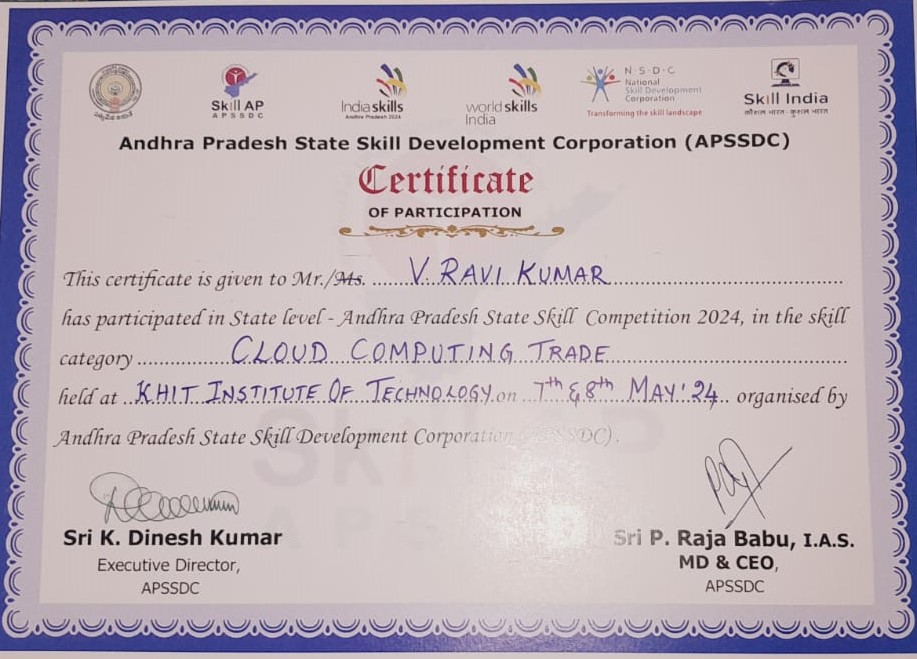 Skill AP
APSSDC
India skills
Andhra Pradesh 2024
world skills
India
N·S·D·C
National
Skill Development
Corporation
Transforming the skill landscape
Skill India
कौशल भारत - कुशल भारत
Andhra Pradesh State Skill Development Corporation (APSSDC)
Certificate
OF PARTICIPATION
This certificate is given to Mr./Ms. V. RAVI KUMAR
has participated in State level - Andhra Pradesh State Skill Competition 2024, in the skill
category CLOUD COMPUTING TRADE
held at KHIT INSTITUTE OF TECHNOLOGY on 7th & 8th MAY'24 organised by
Andhra Pradesh State Skill Development Corporation (APSSDC).
Sri K. Dinesh Kumar
Executive Director,
APSSDC
Sri P. Raja Babu, I.A.S.
MD & CEO,
APSSDC